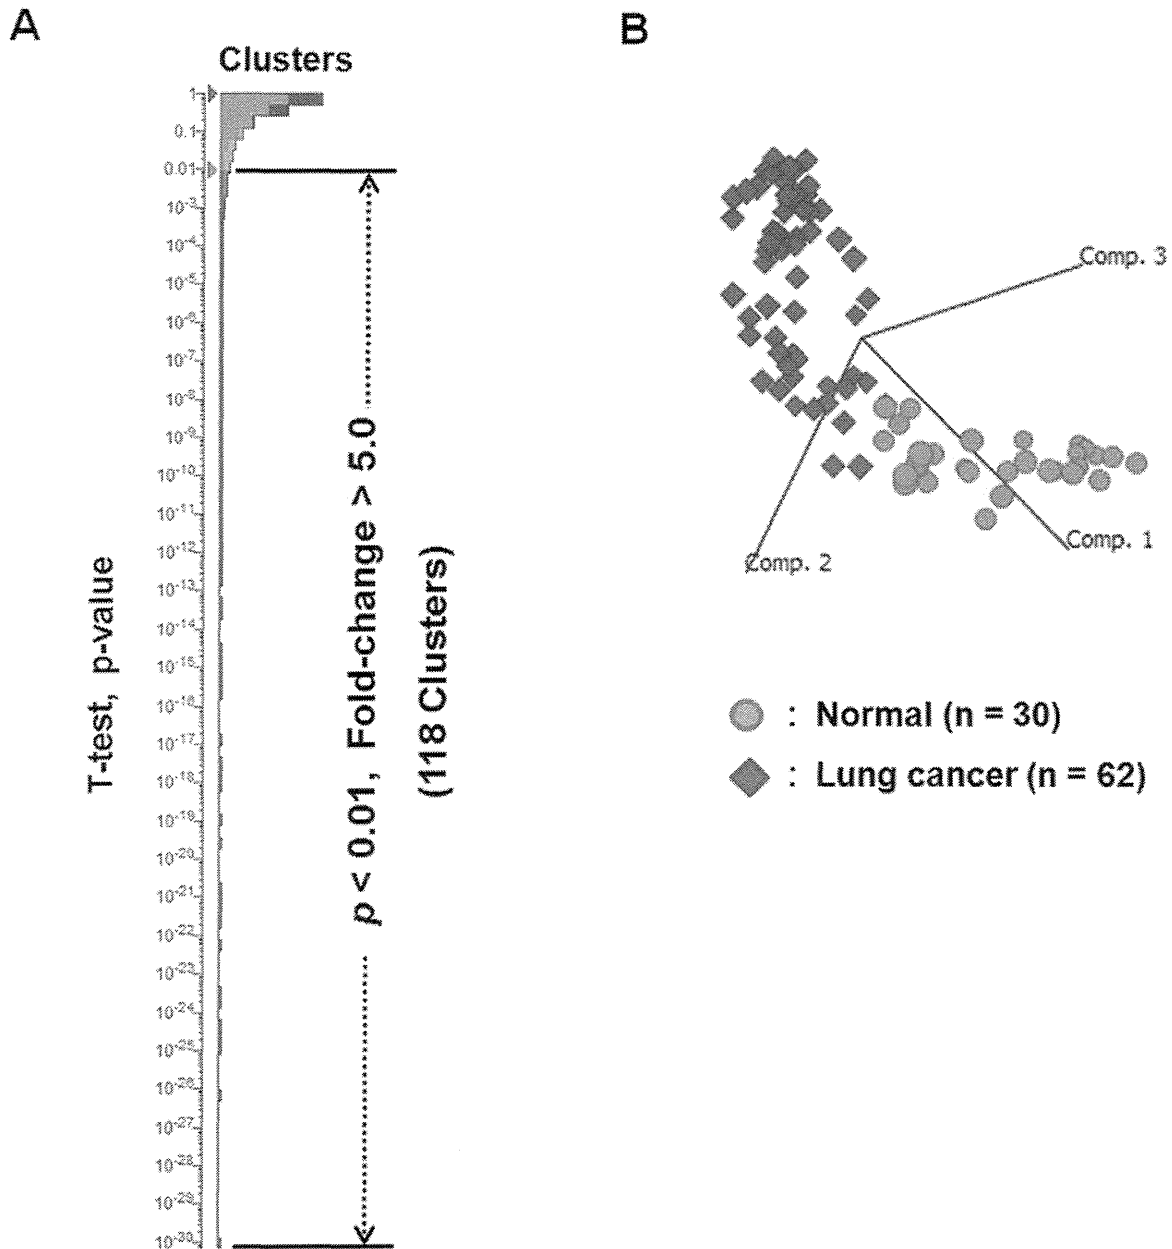 A
Clusters
1
0.1
0.01
10-3
10-4
10-5
10-6
10-7
10-8
10-9
10-10
10-11
10-12
10-13
10-14
10-15
10-16
10-17
10-18
10-19
10-20
10-21
10-22
10-23
10-24
10-25
10-26
10-27
10-28
10-29
10-30
T-test, p-value
p < 0.01, Fold-change > 5.0
(118 Clusters)
B
Comp. 3
Comp. 1
Comp. 2
: Normal (n = 30)
: Lung cancer (n = 62)